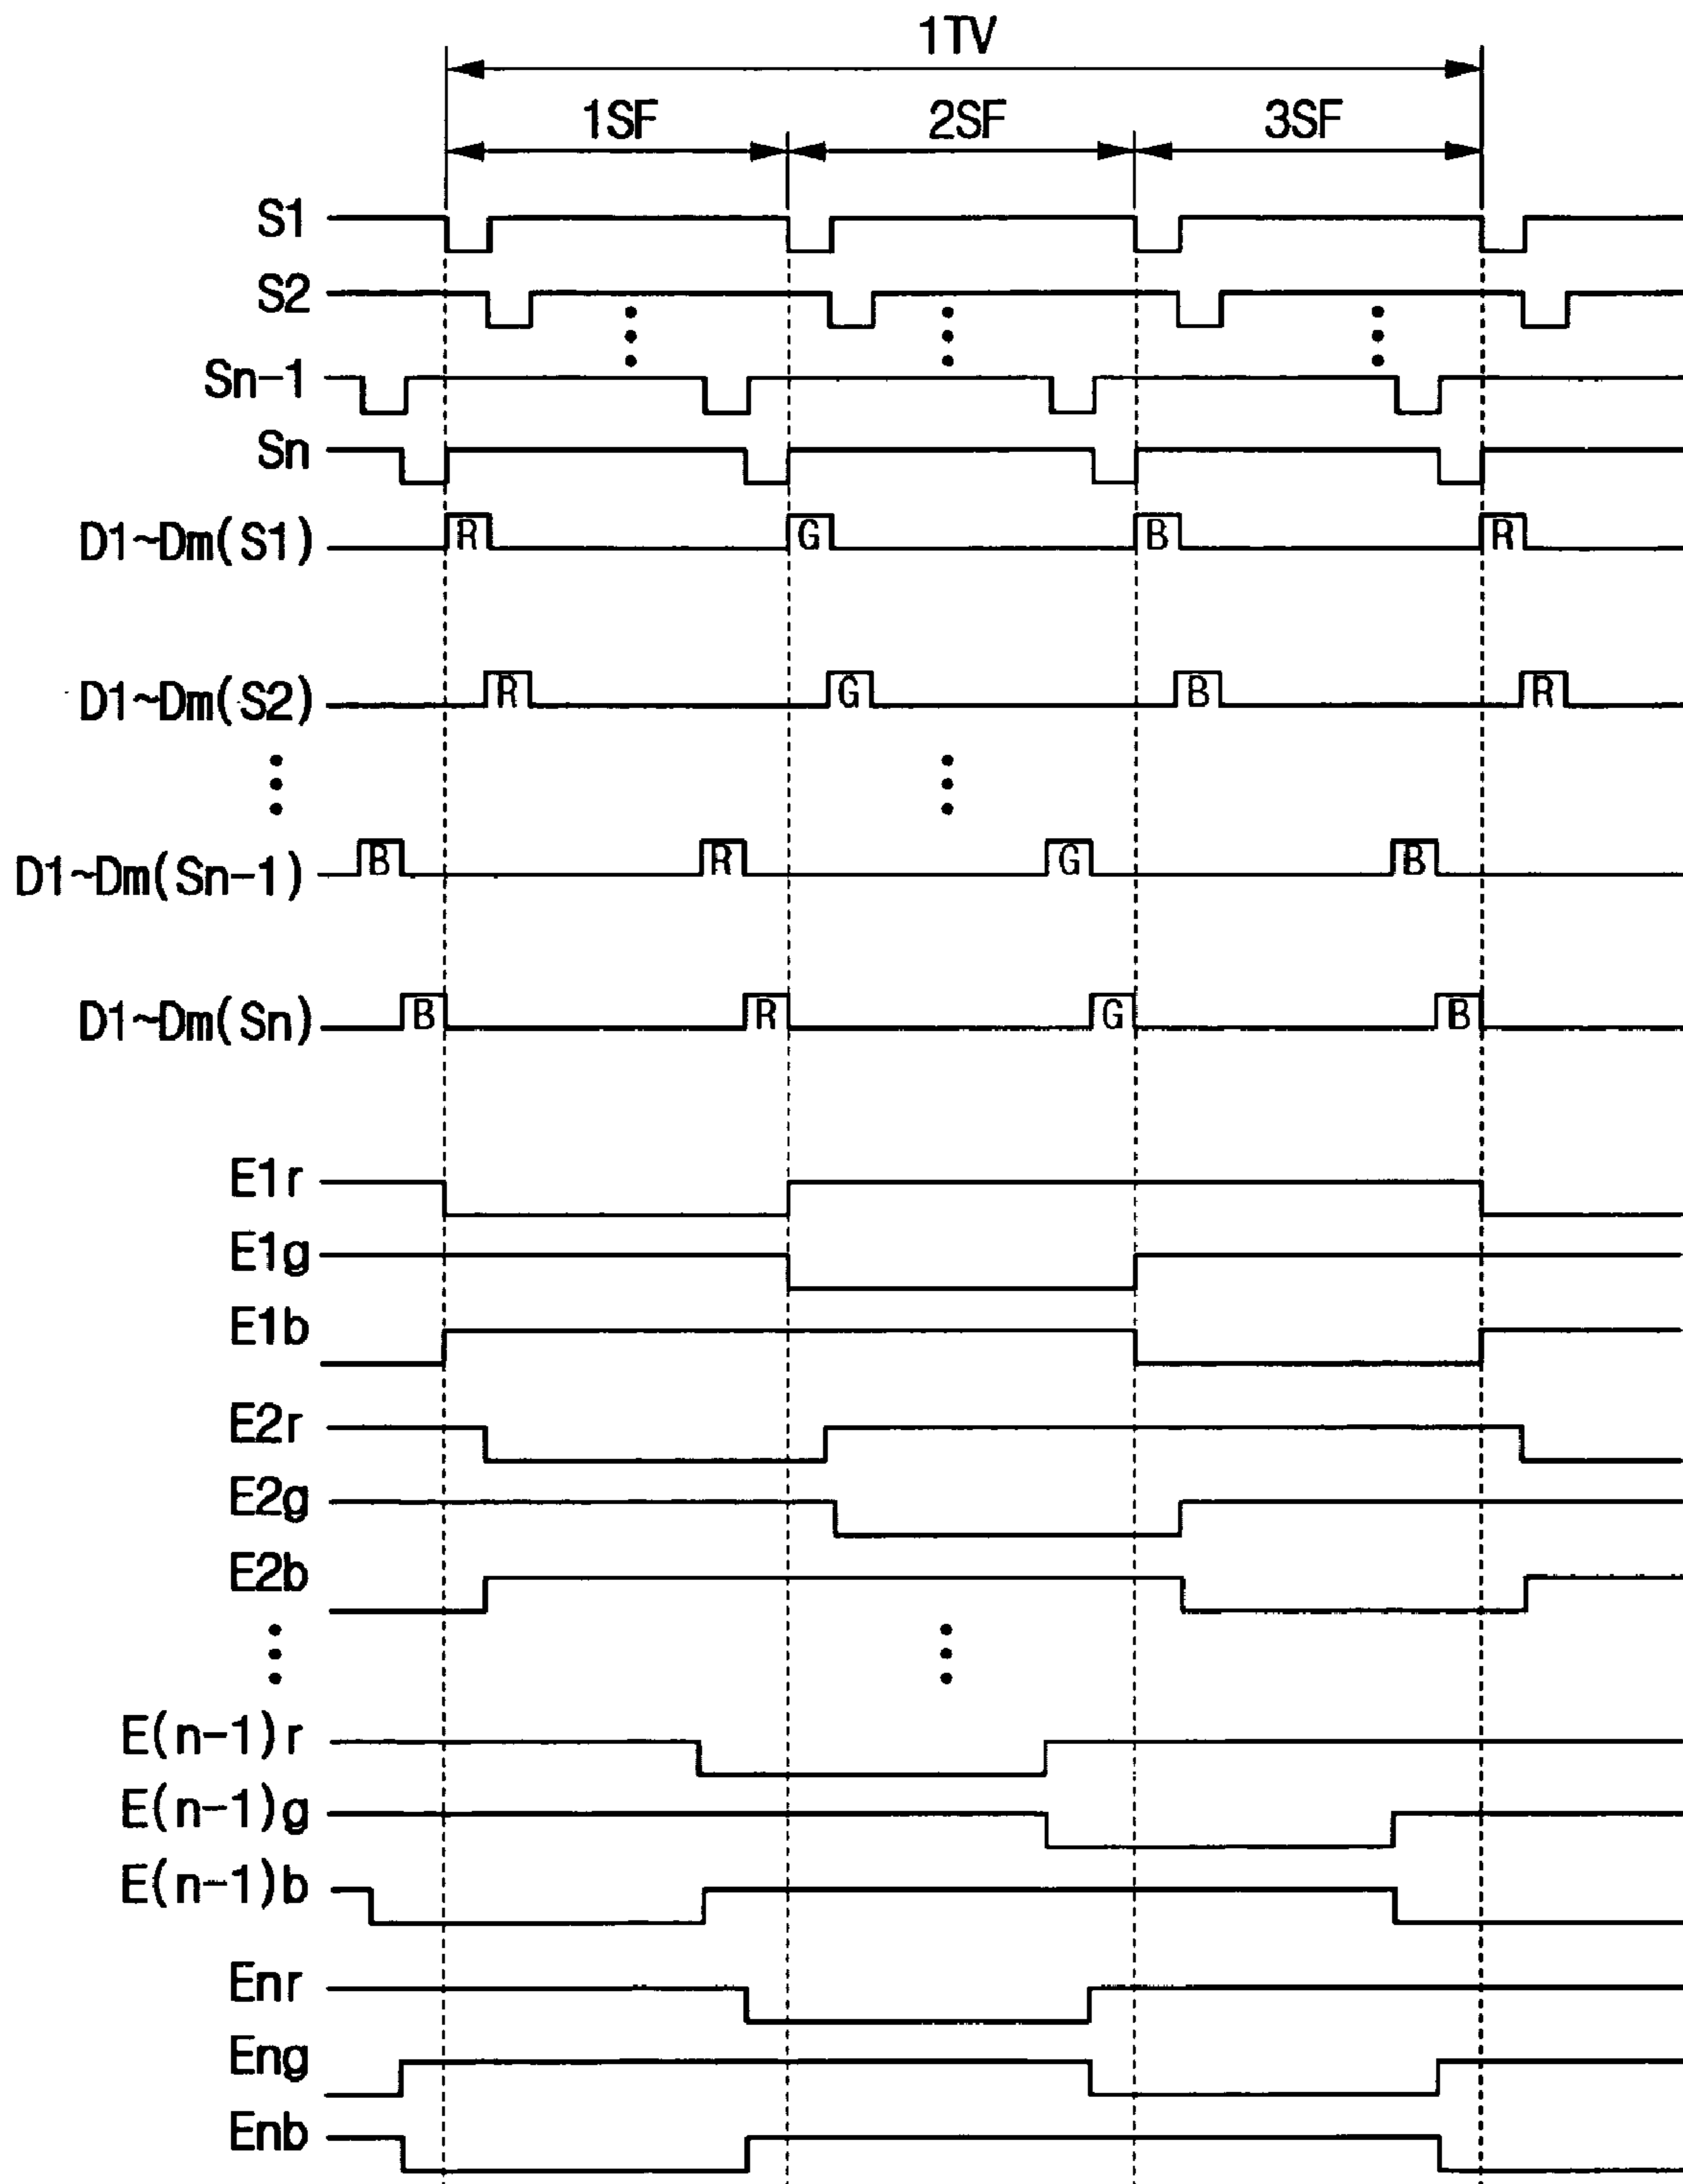 1TV
1SF 2SF 3SF
S1
S2
Sn-1
Sn
D1~Dm(S1) R G B R
D1~Dm(S2) R G B R
D1~Dm(Sn-1) B R G B
D1~Dm(Sn) B R G B
E1r
E1g
E1b
E2r
E2g
E2b
E(n-1)r
E(n-1)g
E(n-1)b
Enr
Eng
Enb